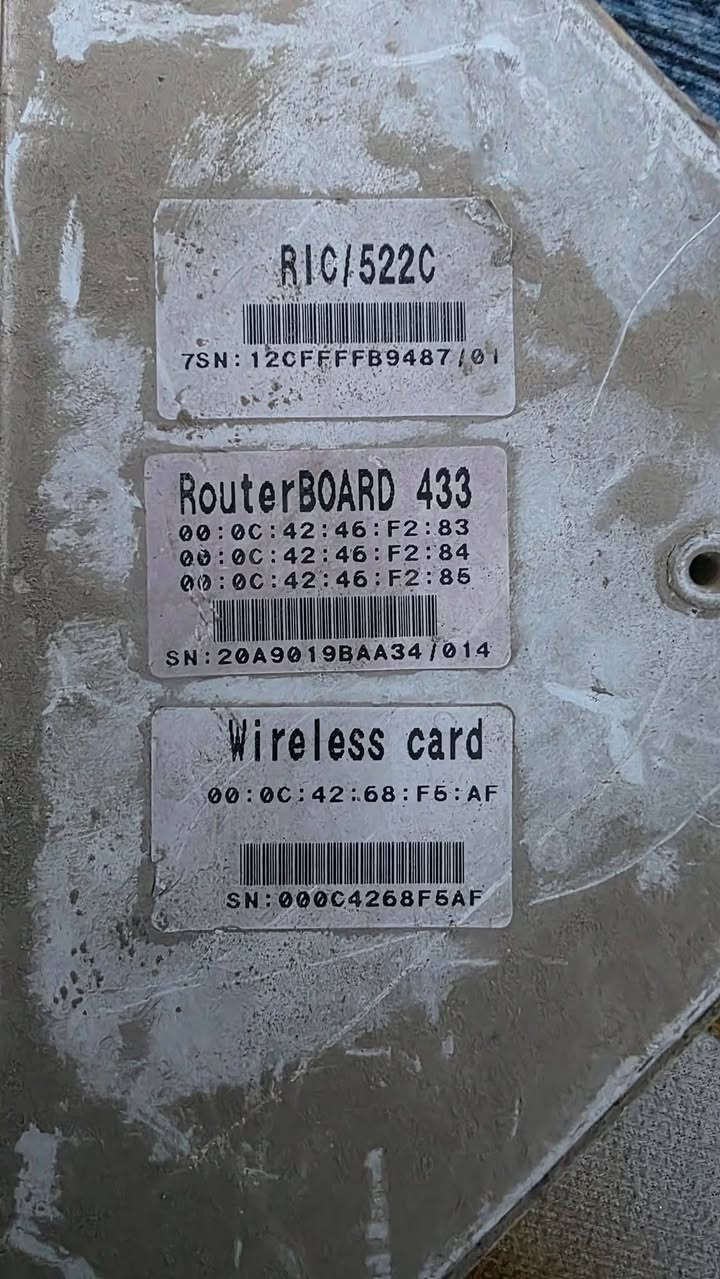 RIC/522C
7SN:12CFFFFB9487/01
RouterBOARD 433
00:0C:42:46:F2:83
00:0C:42:46:F2:84
00:0C:42:46:F2:85
SN:20A9019BAA34/014
Wireless card
00:0C:42:68:F5:AF
SN:000C4268F5AF